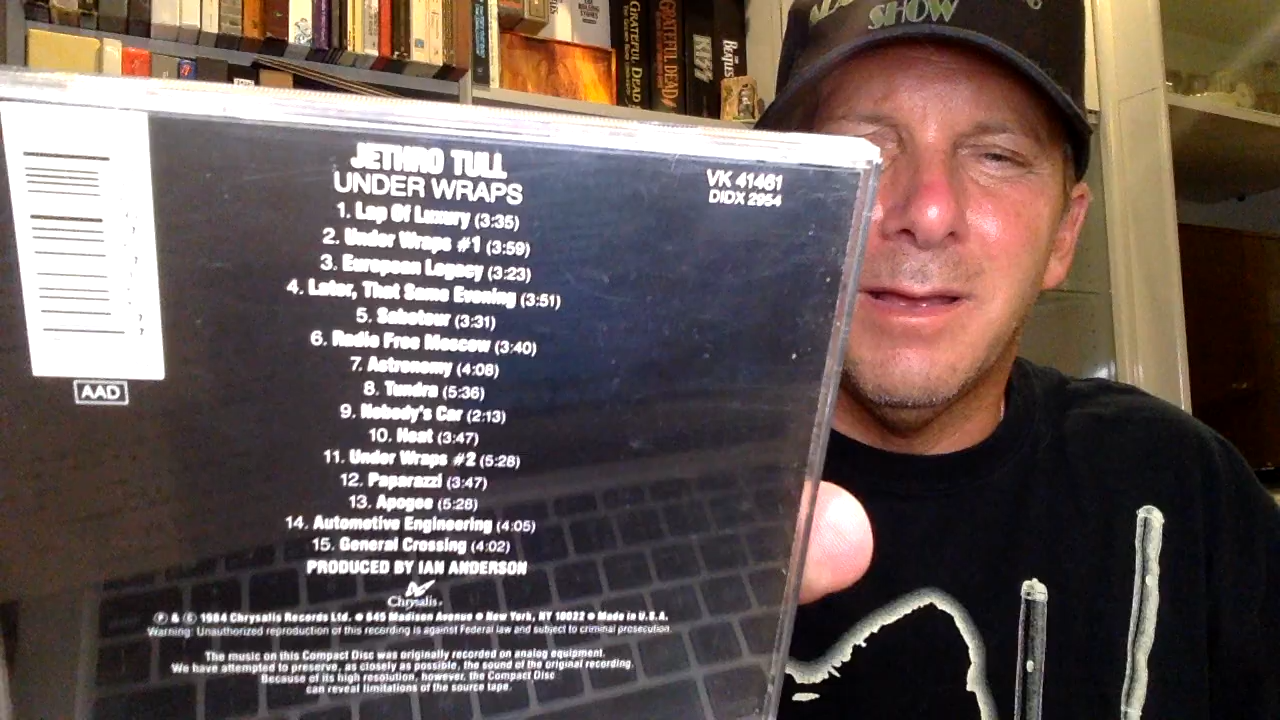 SHOW
GRATEFUL DEAD
GRATEFUL DEAD
KISS
BEATLES
JETHRO TULL
UNDER WRAPS
VK 41461
DIDX 2954
1. Lap Of Luxury (3:35)
2. Under Wraps #1 (3:59)
3. European Legacy (3:23)
4. Later, That Same Evening (3:51)
5. Saboteur (3:31)
6. Radio Free Moscow (3:40)
7. Astronomy (4:08)
8. Tundra (5:36)
9. Nobody's Car (2:13)
10. Heat (3:47)
11. Under Wraps #2 (5:28)
12. Paparazzi (3:47)
13. Apogee (5:28)
14. Automotive Engineering (4:05)
15. General Crossing (4:02)
PRODUCED BY IAN ANDERSON
Chrysalis
AAD
℗ & © 1984 Chrysalis Records Ltd. ● 645 Madison Avenue ● New York, NY 10022 ● Made in U.S.A.
Warning: Unauthorized reproduction of this recording is against Federal law and subject to criminal prosecution.
The music on this Compact Disc was originally recorded on analog equipment.
We have attempted to preserve, as closely as possible, the sound of the original recording.
Because of its high resolution, however, the Compact Disc
can reveal limitations of the source tape.